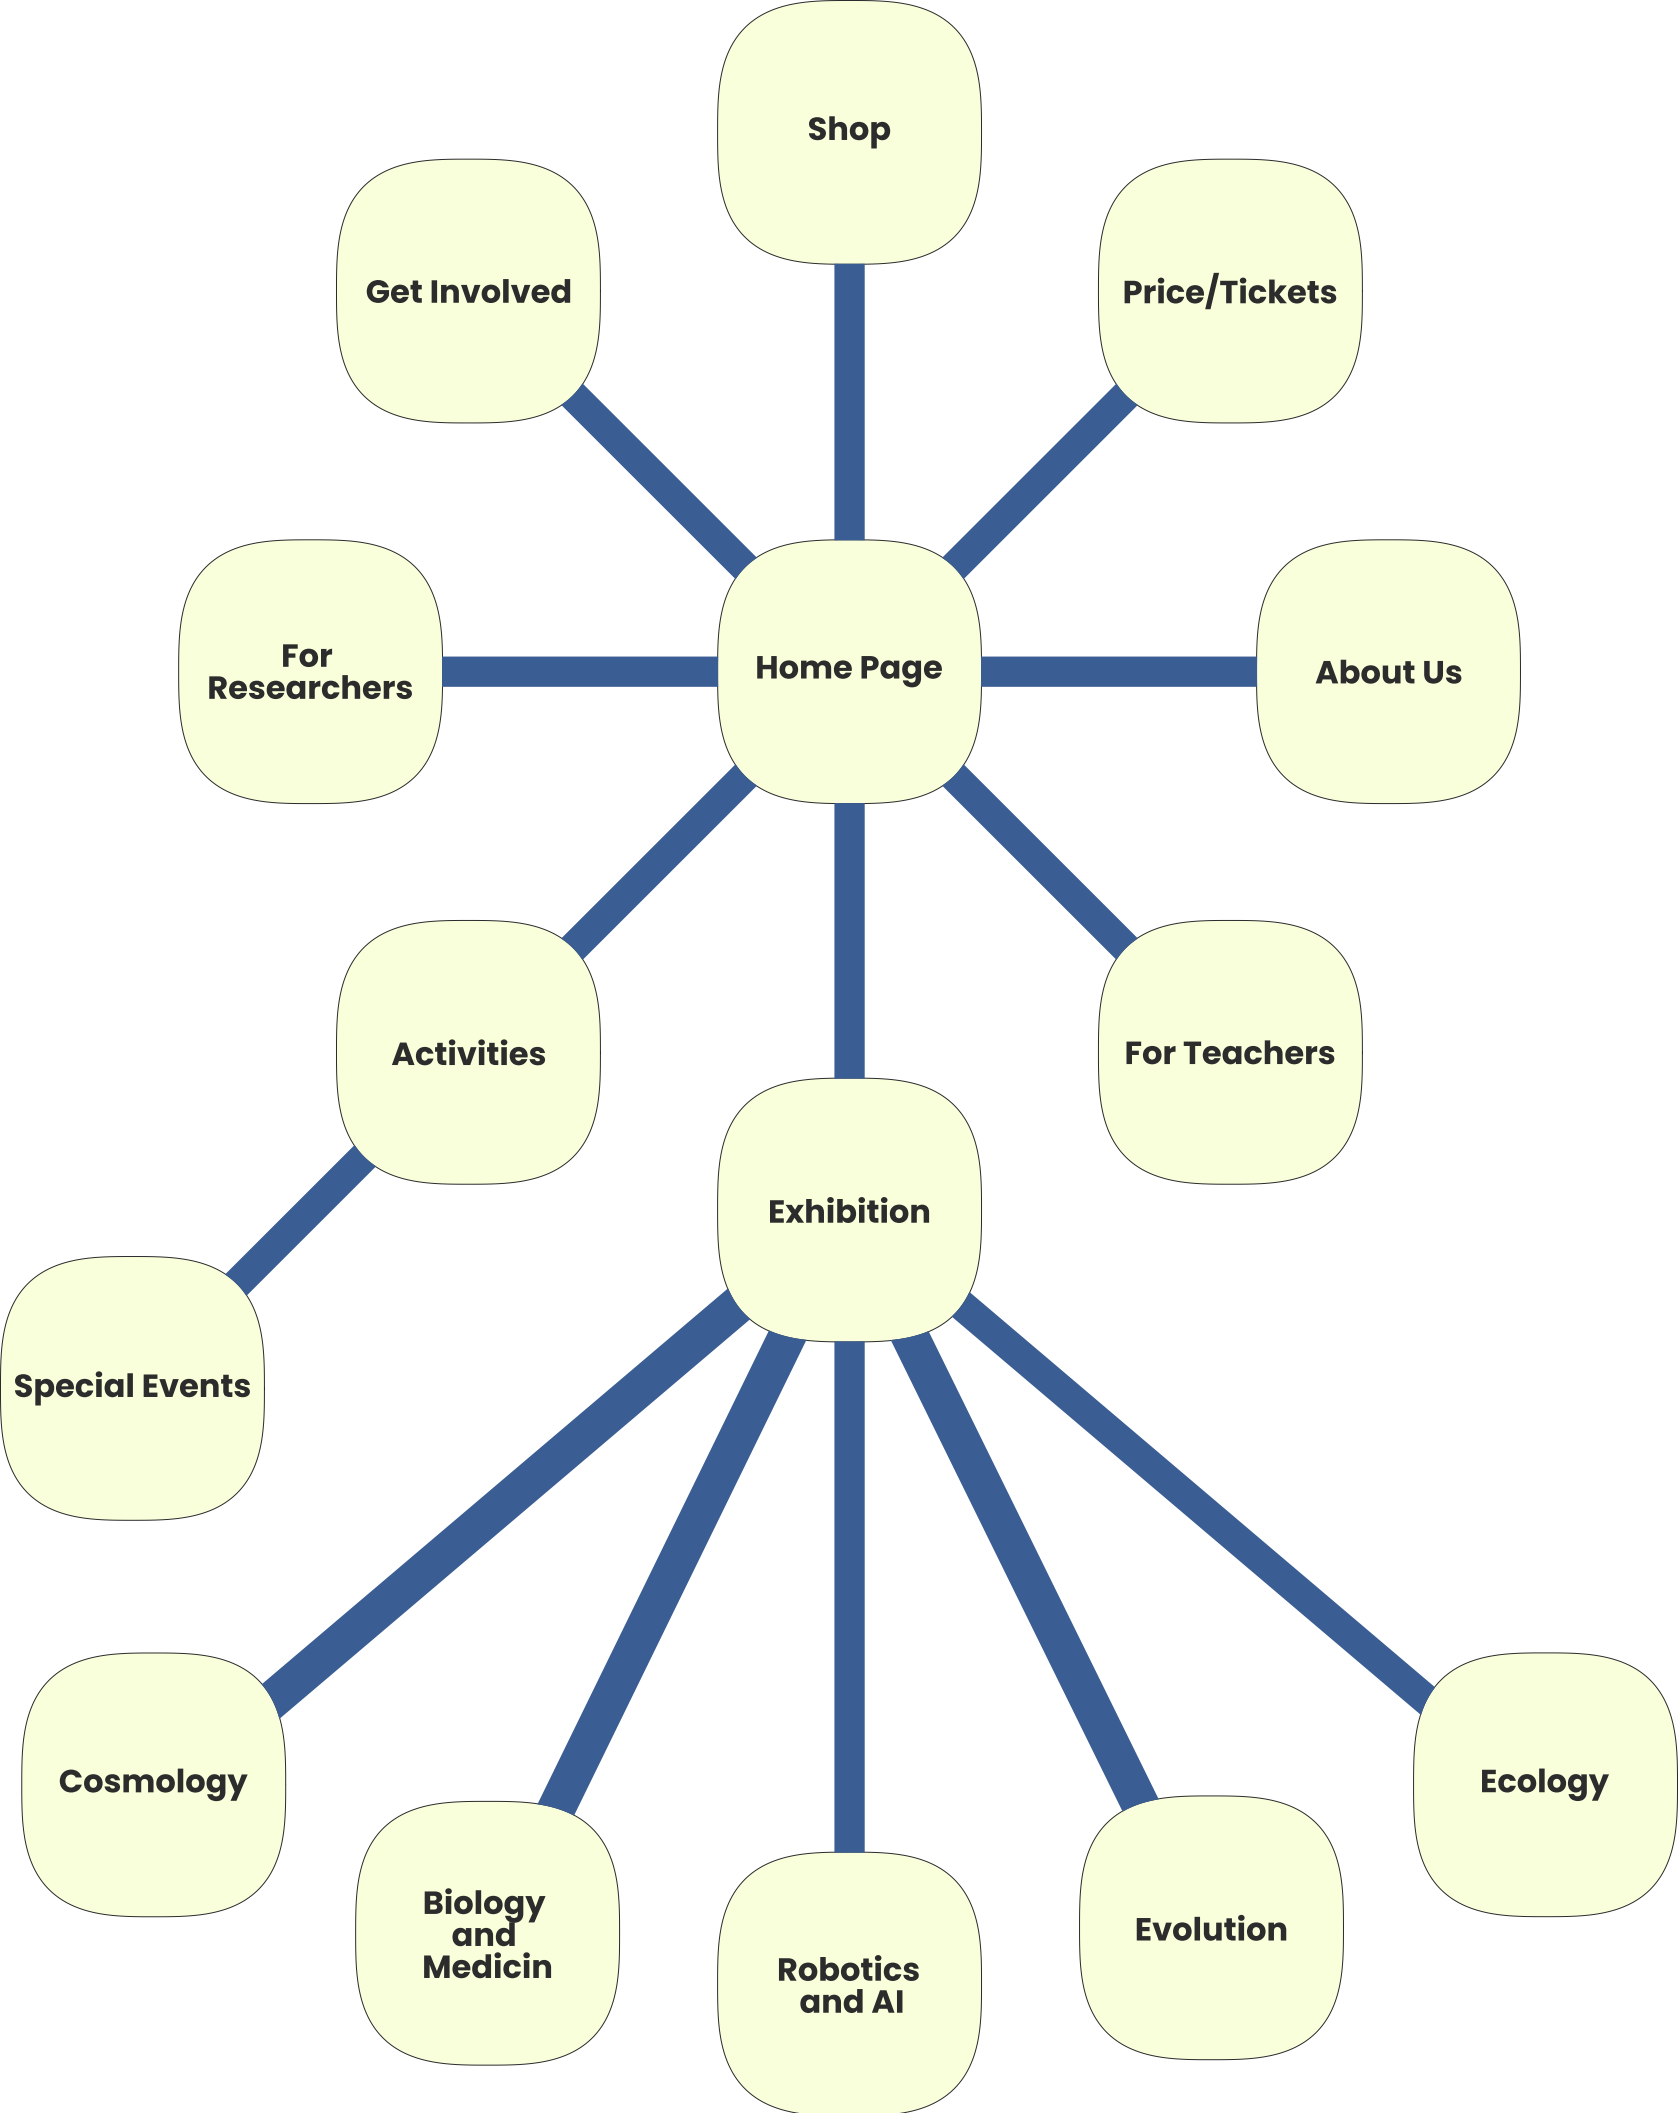 Shop
Get Involved
Price/Tickets
For
Researchers
Home Page
About Us
Activities
For Teachers
Exhibition
Special Events
Cosmology
Ecology
Biology
and
Medicin
Evolution
Robotics
and AI